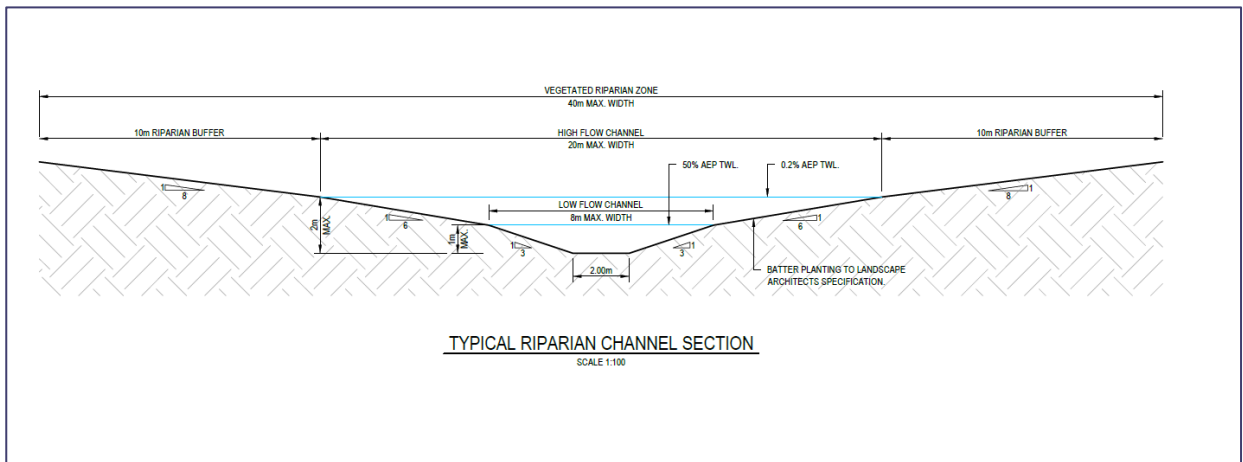 VEGETATED RIPARIAN ZONE
40m MAX. WIDTH
10m RIPARIAN BUFFER
HIGH FLOW CHANNEL
20m MAX. WIDTH
10m RIPARIAN BUFFER
50% AEP TWL.
0.2% AEP TWL.
1
8
1
8
LOW FLOW CHANNEL
8m MAX. WIDTH
2m
MAX.
1
6
1
6
1m
MAX.
1
3
1
3
2.00m
BATTER PLANTING TO LANDSCAPE
ARCHITECTS SPECIFICATION.
TYPICAL RIPARIAN CHANNEL SECTION
SCALE 1:100